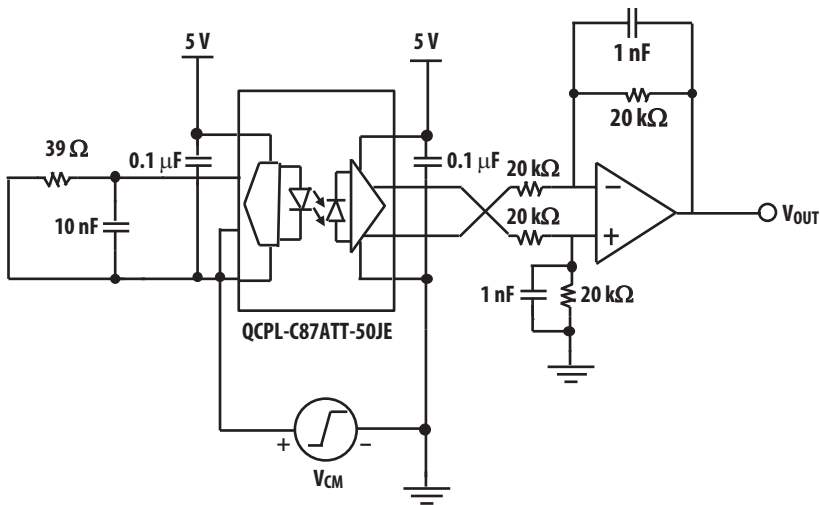 5 V
5 V
1 nF
20 kΩ
39 Ω
0.1 μF
0.1 μF
20 kΩ
20 kΩ
10 nF
−
+
VOUT
1 nF
20 kΩ
QCPL-C87ATT-50JE
+
−
VCM